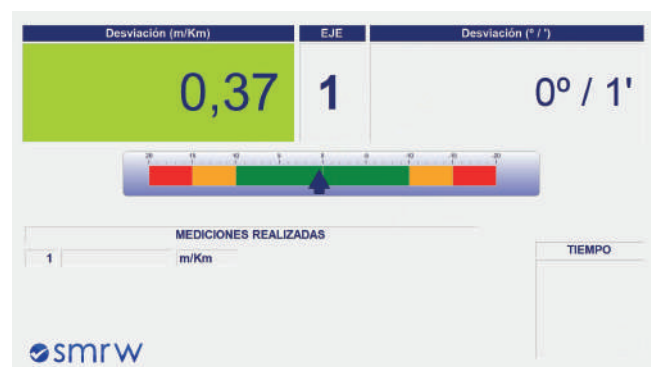 Desviación (m/Km) EJE Desviación (º / ')
0,37 1 0º / 1'
MEDICIONES REALIZADAS
TIEMPO
1 m/Km
smrw